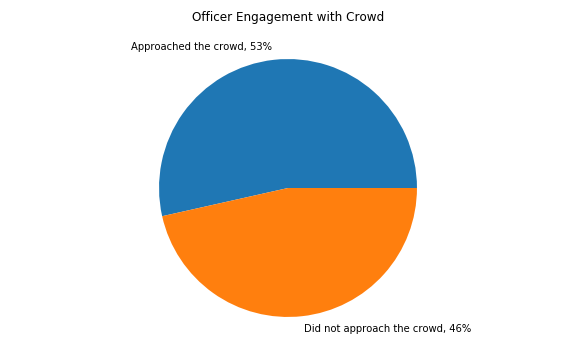 Officer Engagement with Crowd
Approached the crowd, 53%
Did not approach the crowd, 46%